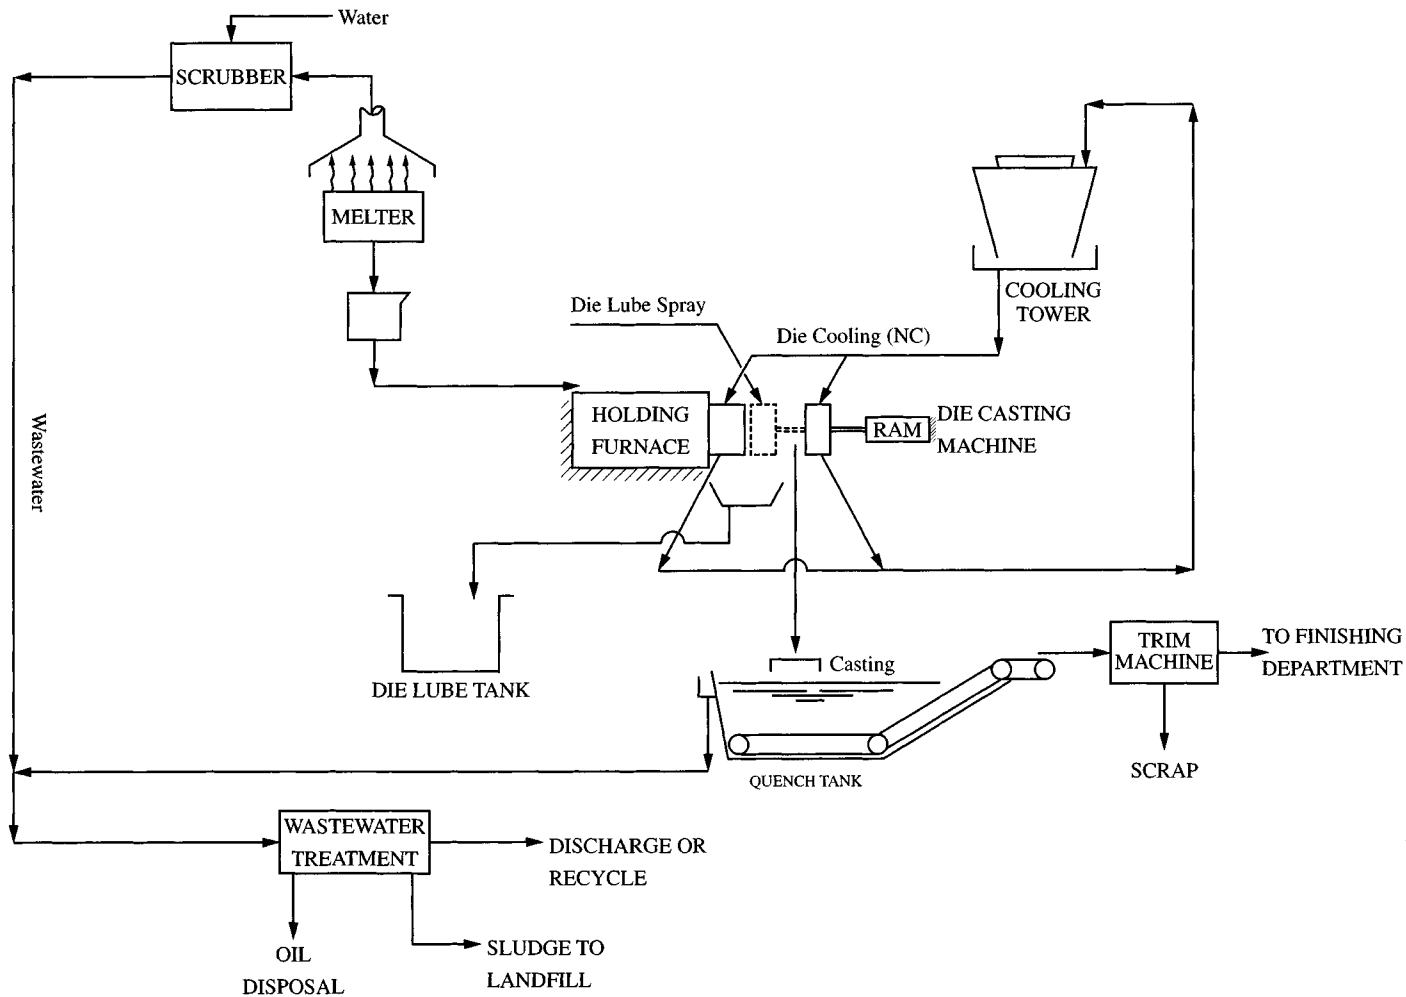 Water
SCRUBBER
MELTER
COOLING
TOWER
Die Lube Spray
Die Cooling (NC)
HOLDING
FURNACE
RAM
DIE CASTING
MACHINE
Wastewater
DIE LUBE TANK
Casting
QUENCH TANK
TRIM
MACHINE
TO FINISHING
DEPARTMENT
SCRAP
WASTEWATER
TREATMENT
DISCHARGE OR
RECYCLE
OIL
DISPOSAL
SLUDGE TO
LANDFILL